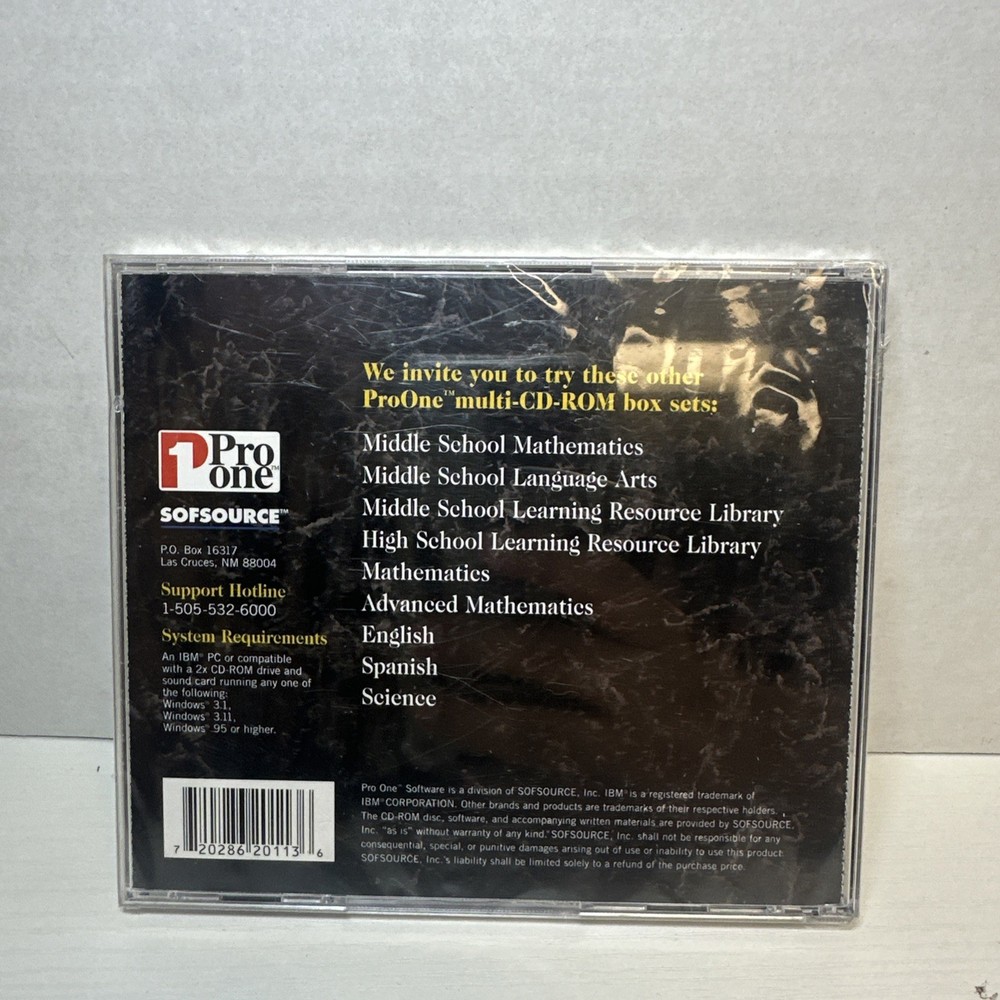 We invite you to try these other
ProOne™ multi-CD-ROM box sets:
Middle School Mathematics
Middle School Language Arts
Middle School Learning Resource Library
High School Learning Resource Library
Mathematics
Advanced Mathematics
English
Spanish
Science
1 Pro
one™
SOFSOURCE™
P.O. Box 16317
Las Cruces, NM 88004
Support Hotline
1-505-532-6000
System Requirements
An IBM® PC or compatible
with a 2x CD-ROM drive and
sound card running any one of
the following:
Windows® 3.1,
Windows® 3.11,
Windows® 95 or higher.
7 20286 20113 6
Pro One™ Software is a division of SOFSOURCE, Inc. IBM® is a registered trademark of
IBM® CORPORATION. Other brands and products are trademarks of their respective holders.
The CD-ROM disc, software, and accompanying written materials are provided by SOFSOURCE,
Inc. "as is" without warranty of any kind. SOFSOURCE, Inc. shall not be responsible for any
consequential, special, or punitive damages arising out of use or inability to use this product.
SOFSOURCE, Inc.'s liability shall be limited solely to a refund of the purchase price.